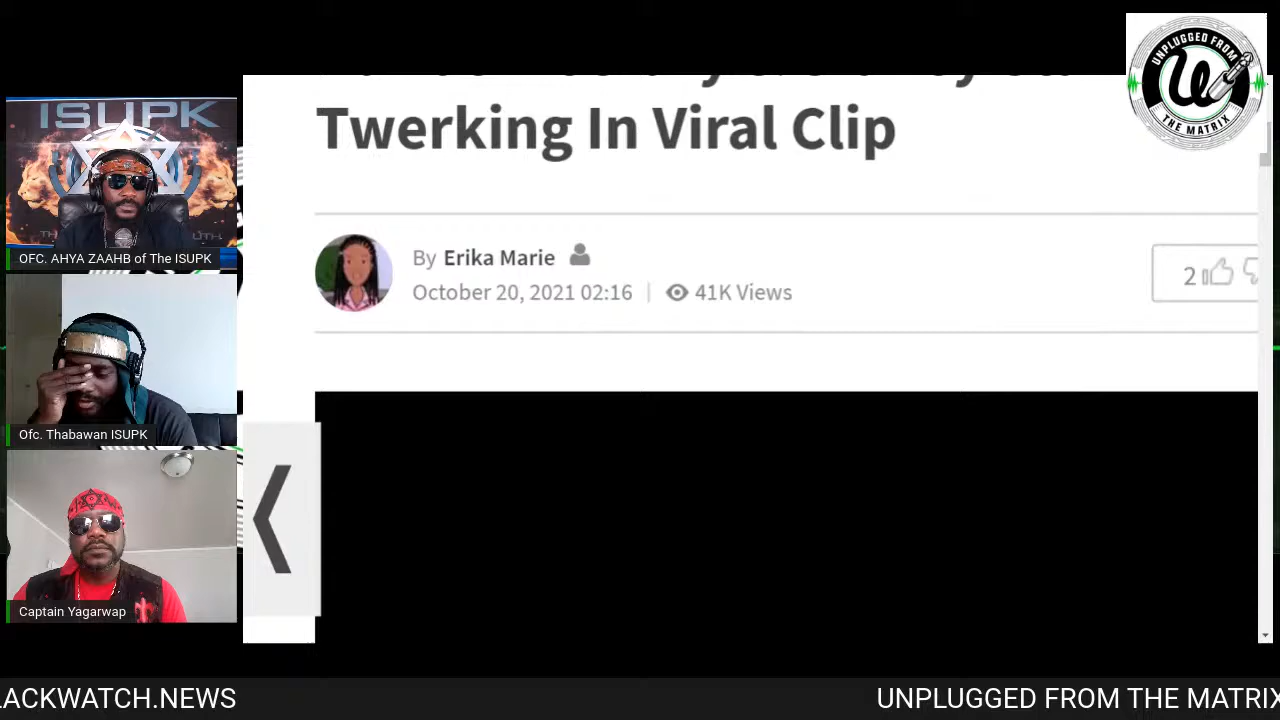 UNPLUGGED FROM
THE MATRIX
ISUPK
OFC. AHYA ZAAHB of The ISUPK
Ofc. Thabawan ISUPK
Captain Yagarwap
Twerking In Viral Clip
By Erika Marie
October 20, 2021 02:16
41K Views
2
LACKWATCH.NEWS
UNPLUGGED FROM THE MATRIX